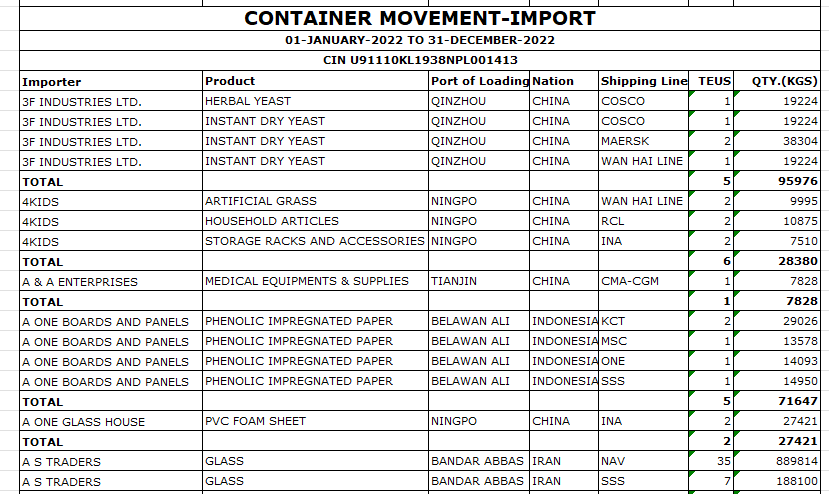 CONTAINER MOVEMENT-IMPORT
01-JANUARY-2022 TO 31-DECEMBER-2022
CIN U91110KL1938NPL001413
Importer Product Port of Loading Nation Shipping Line TEUS QTY.(KGS)
3F INDUSTRIES LTD. HERBAL YEAST QINZHOU CHINA COSCO 1 19224
3F INDUSTRIES LTD. INSTANT DRY YEAST QINZHOU CHINA COSCO 1 19224
3F INDUSTRIES LTD. INSTANT DRY YEAST QINZHOU CHINA MAERSK 2 38304
3F INDUSTRIES LTD. INSTANT DRY YEAST QINZHOU CHINA WAN HAI LINE 1 19224
TOTAL 5 95976
4KIDS ARTIFICIAL GRASS NINGPO CHINA WAN HAI LINE 2 9995
4KIDS HOUSEHOLD ARTICLES NINGPO CHINA RCL 2 10875
4KIDS STORAGE RACKS AND ACCESSORIES NINGPO CHINA INA 2 7510
TOTAL 6 28380
A & A ENTERPRISES MEDICAL EQUIPMENTS & SUPPLIES TIANJIN CHINA CMA-CGM 1 7828
TOTAL 1 7828
A ONE BOARDS AND PANELS PHENOLIC IMPREGNATED PAPER BELAWAN ALI INDONESIA KCT 2 29026
A ONE BOARDS AND PANELS PHENOLIC IMPREGNATED PAPER BELAWAN ALI INDONESIA MSC 1 13578
A ONE BOARDS AND PANELS PHENOLIC IMPREGNATED PAPER BELAWAN ALI INDONESIA ONE 1 14093
A ONE BOARDS AND PANELS PHENOLIC IMPREGNATED PAPER BELAWAN ALI INDONESIA SSS 1 14950
TOTAL 5 71647
A ONE GLASS HOUSE PVC FOAM SHEET NINGPO CHINA INA 2 27421
TOTAL 2 27421
A S TRADERS GLASS BANDAR ABBAS IRAN NAV 35 889814
A S TRADERS GLASS BANDAR ABBAS IRAN SSS 7 188100